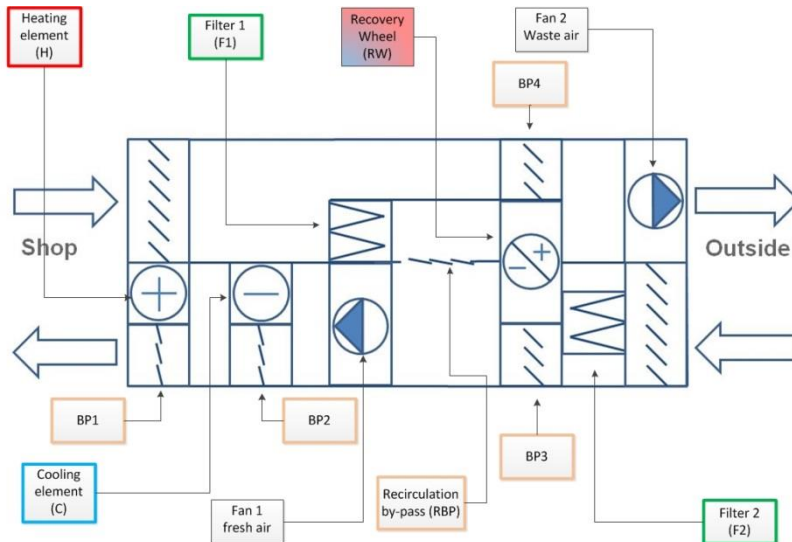 Heating
element
(H)
Filter 1
(F1)
Recovery
Wheel
(RW)
Fan 2
Waste air
BP4
Shop
Outside
BP1
BP2
BP3
Cooling
element
(C)
Fan 1
fresh air
Recirculation
by-pass (RBP)
Filter 2
(F2)